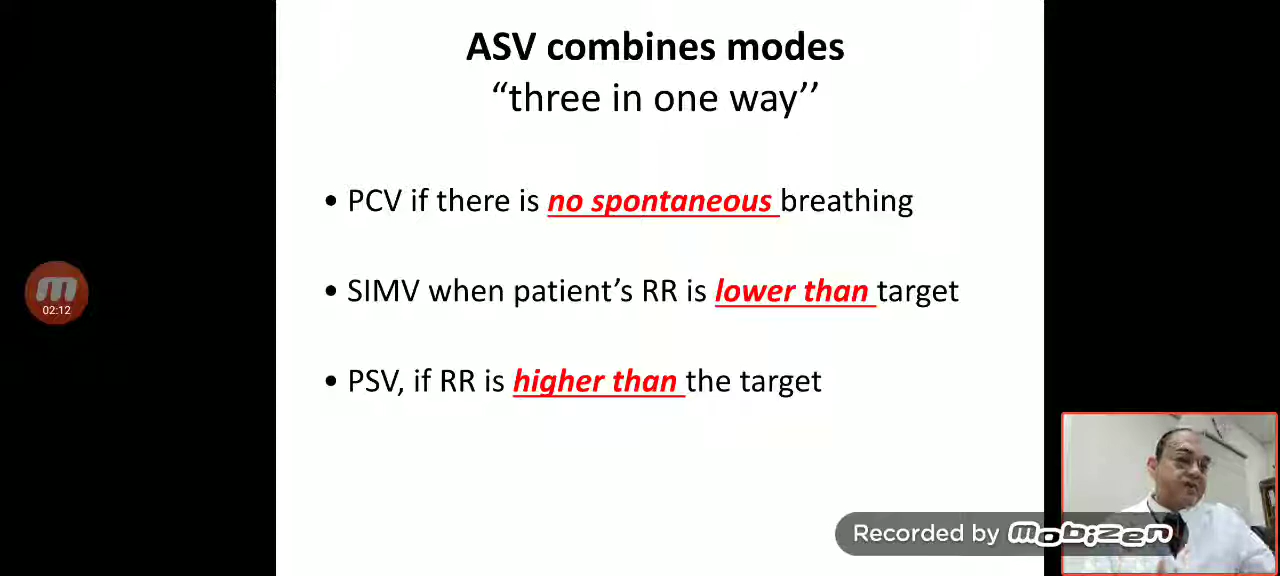 ASV combines modes
“three in one way’’
• PCV if there is no spontaneous breathing
• SIMV when patient’s RR is lower than target
• PSV, if RR is higher than the target
02:12
Recorded by mobizen